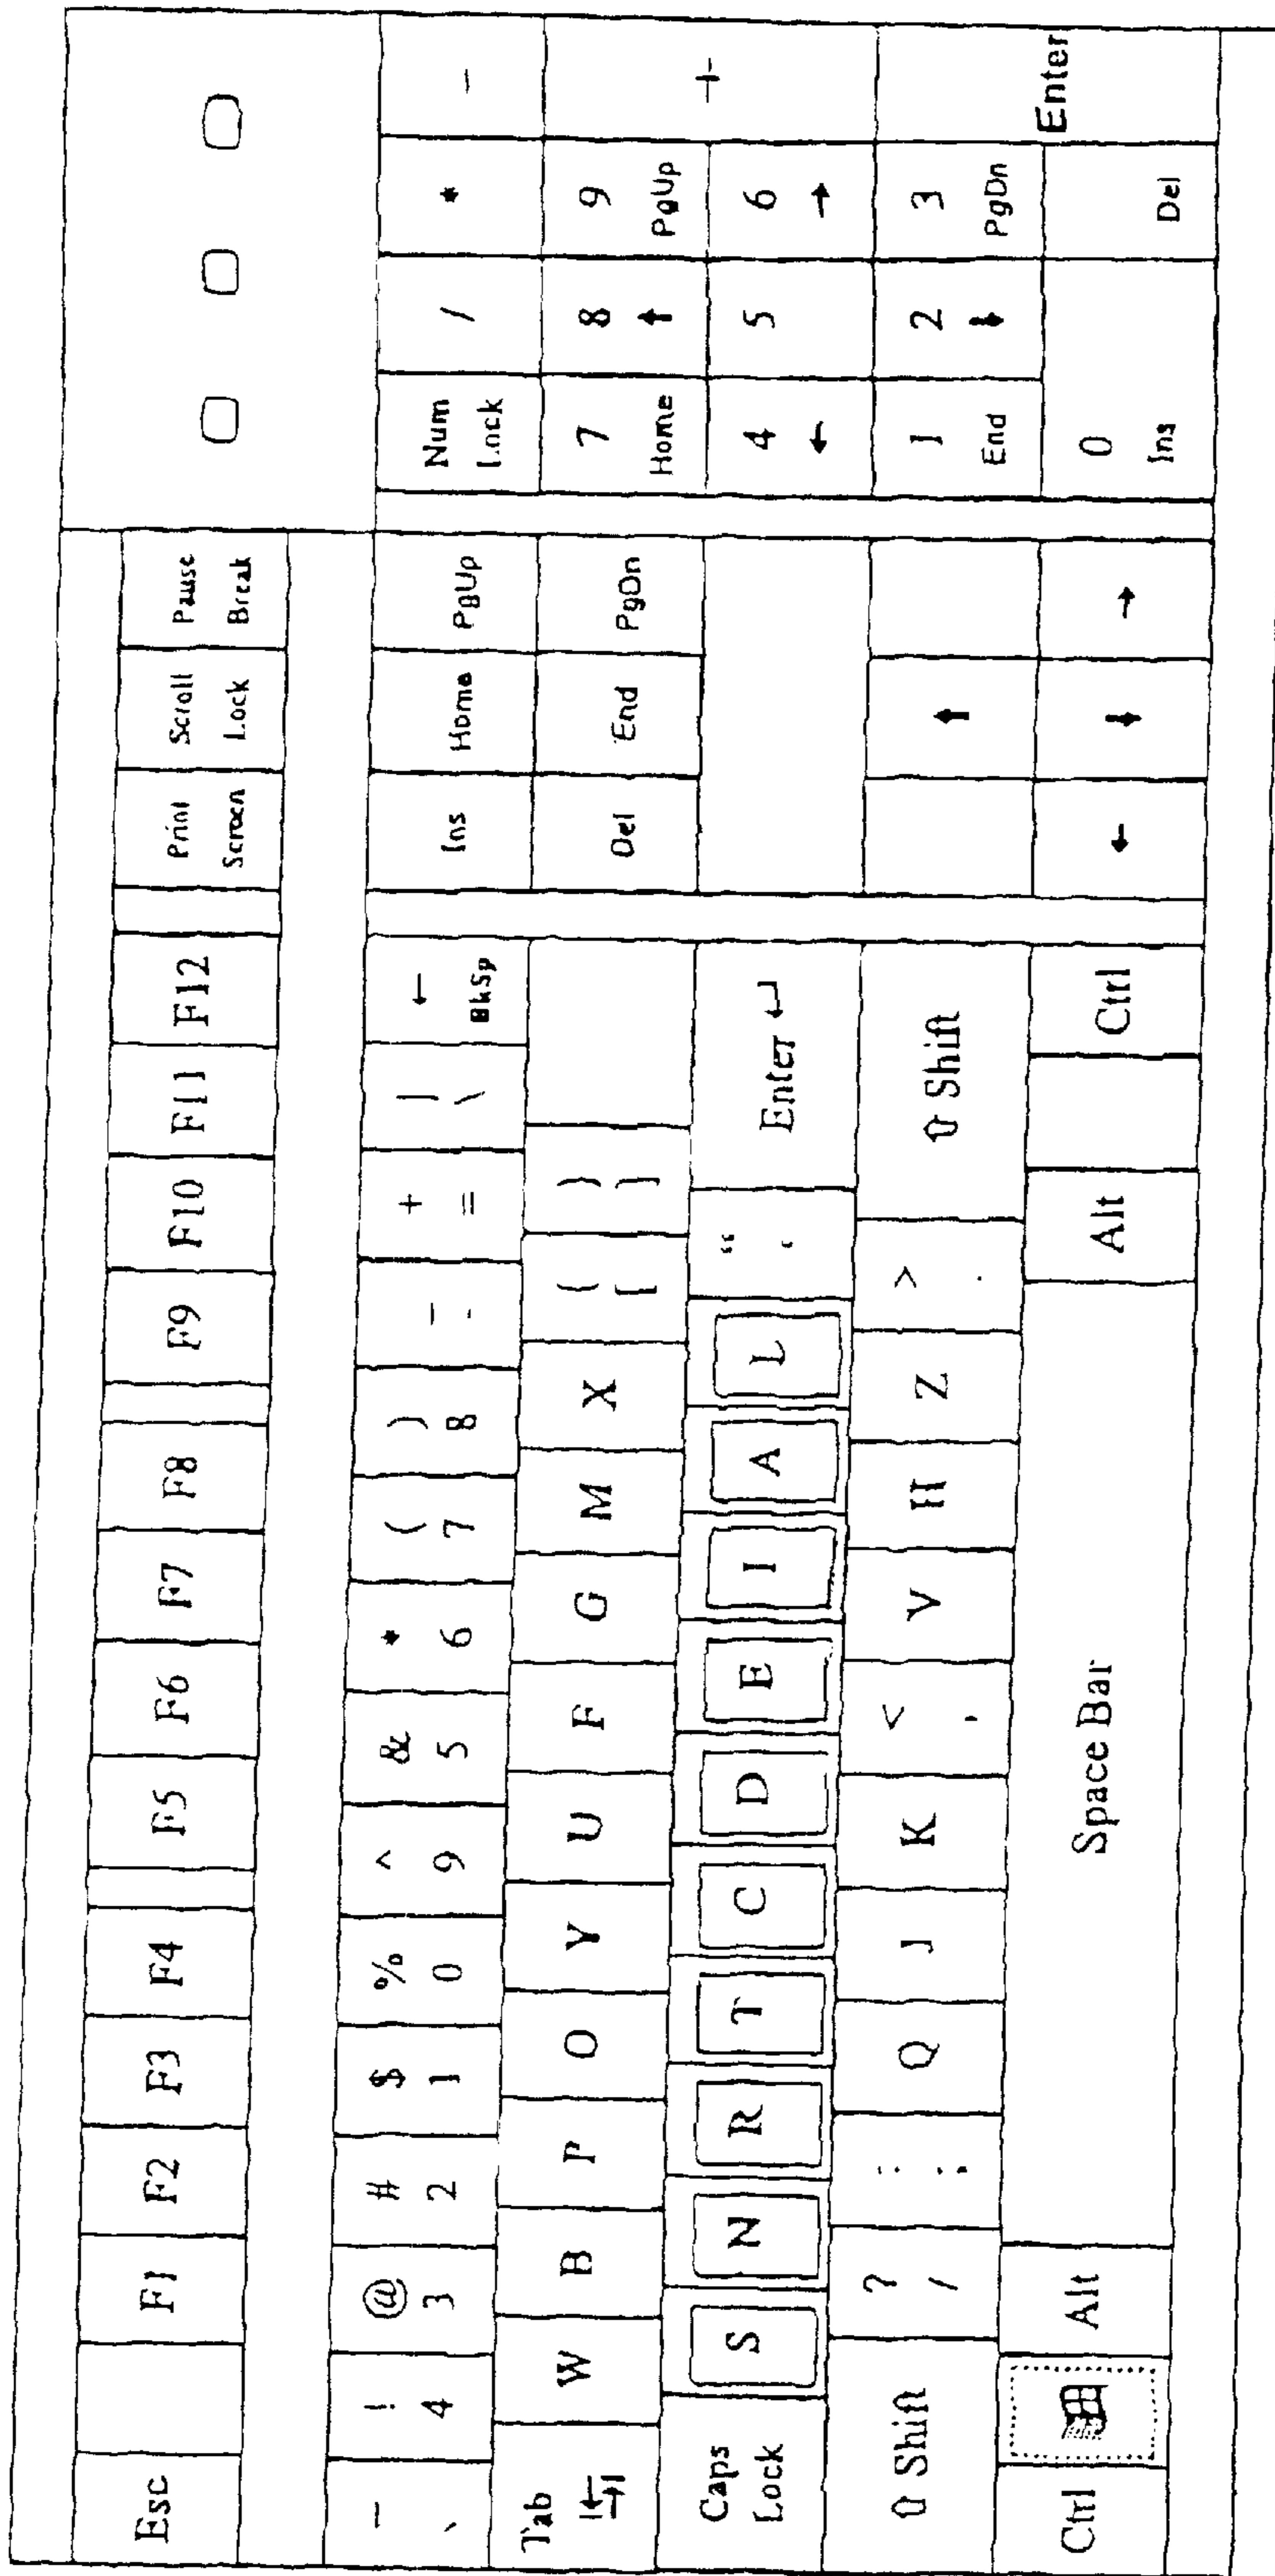 Esc F1 F2 F3 F4 F5 F6 F7 F8 F9 F10 F11 F12 Print Screen Scroll Lock Pause Break
! 4 @ 3 # 2 $ 1 % 0 ^ 9 & 5 * 6 ( 7 ) 8 _ - + = | \ ← BkSp Ins Home PgUp Num Lock / * -
Tab W B P O Y U F G M X { [ } ] Del End PgDn 7 Home 8 ↑ 9 PgUp +
Caps Lock S N R T C D E I A L “ ‘ Enter ↵ 4 ← 5 6 →
⇧ Shift ? / : ; Q J K < , V H Z > . ⇧ Shift ↑ 1 End 2 ↓ 3 PgDn Enter
Ctrl Alt Space Bar Alt Ctrl ← ↓ → 0 Ins Del